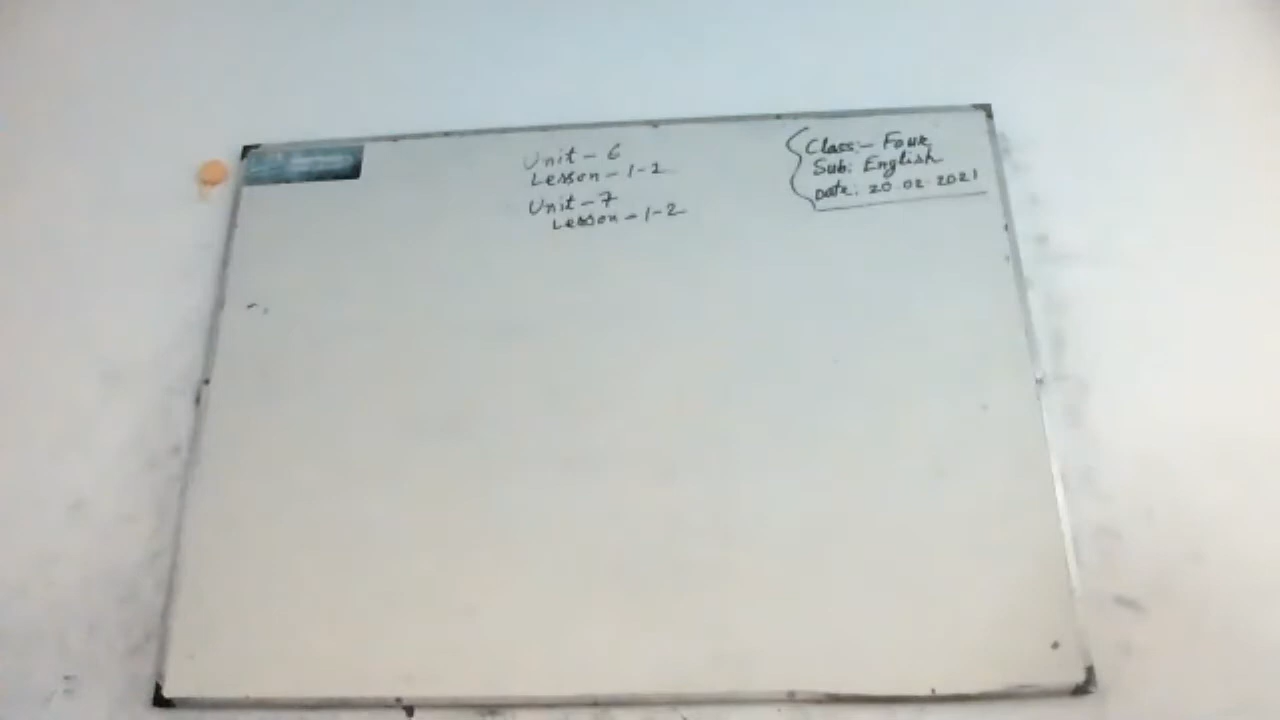 Unit - 6
Lesson - 1-2
Unit - 7
Lesson - 1-2
Class:- Four
Sub: English
Date: 20.02.2021